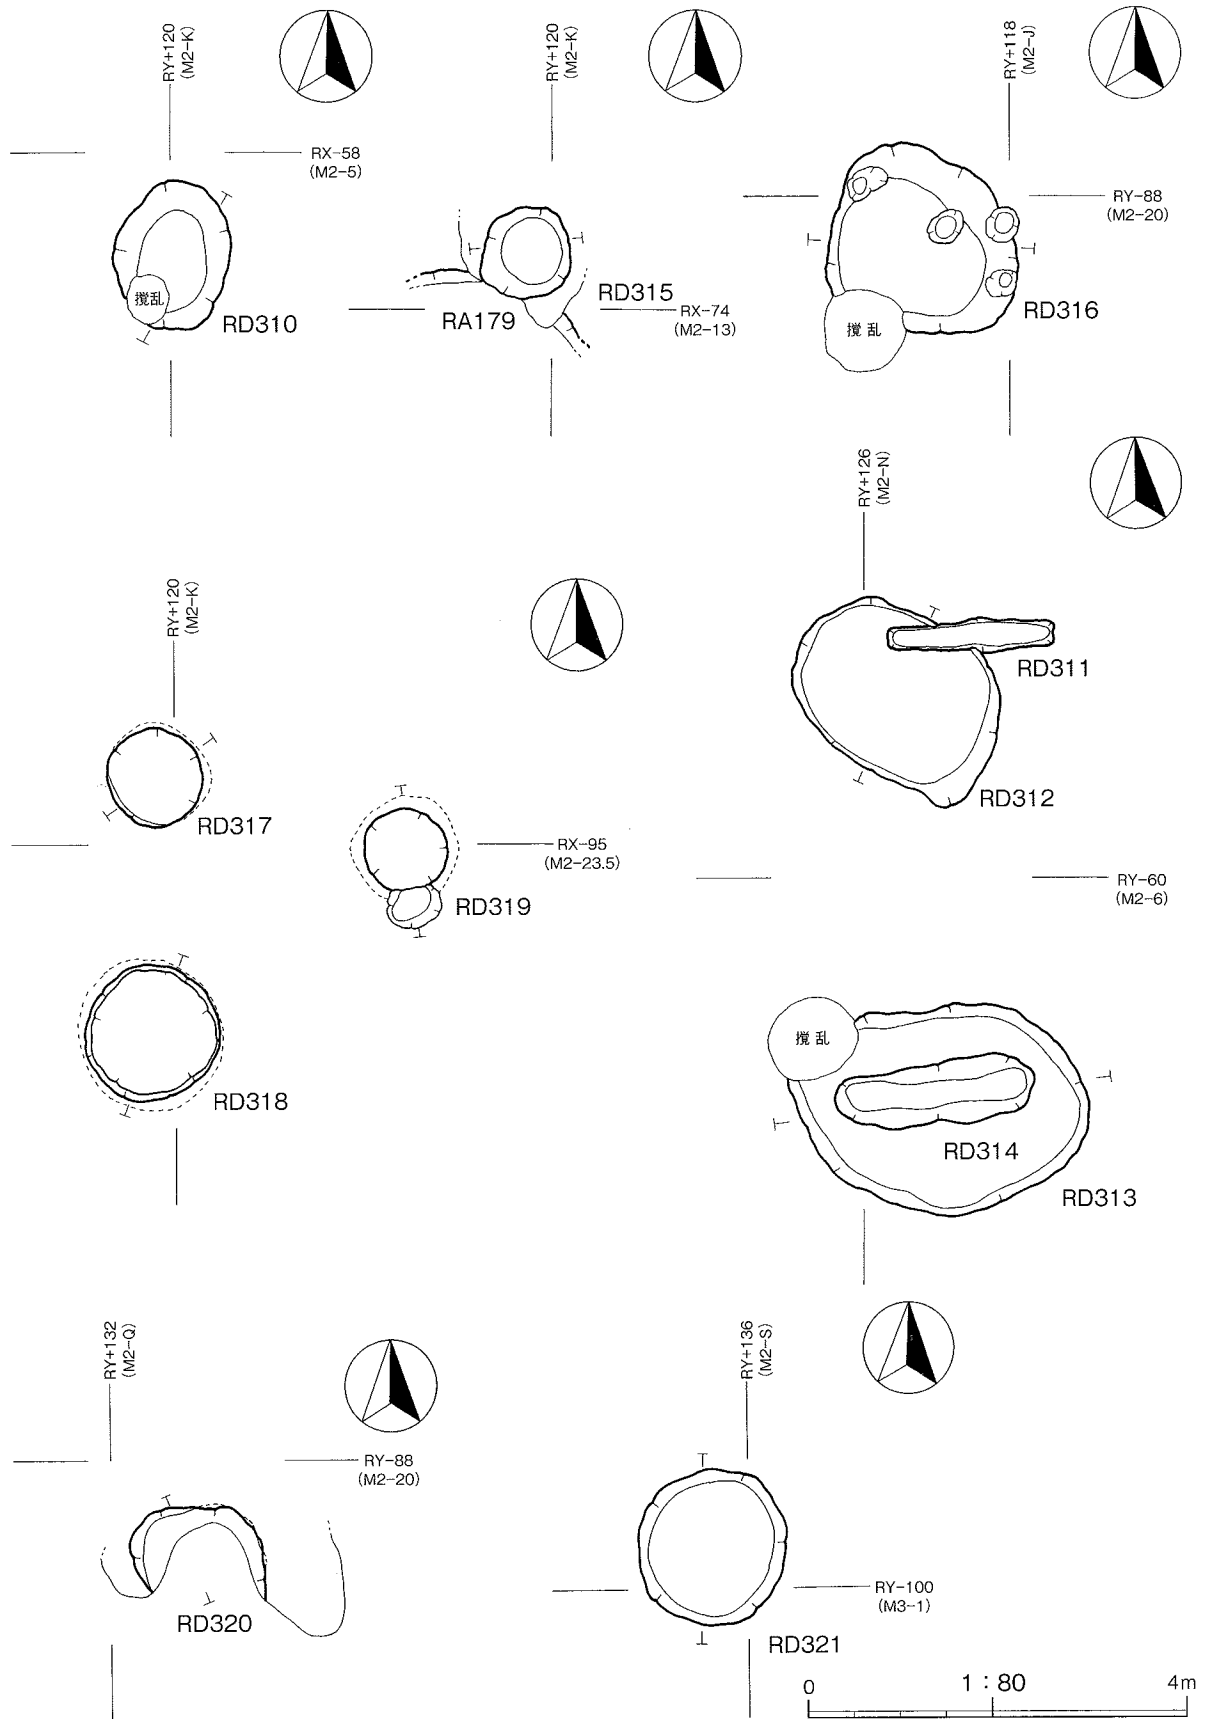 RY+120
(M2-K)
RX-58
(M2-5)
撹乱
RD310
RY+120
(M2-K)
RD315
RA179
RX-74
(M2-13)
RY+118
(M2-J)
RY-88
(M2-20)
撹乱
RD316
RY+120
(M2-K)
RD317
RX-95
(M2-23.5)
RD319
RD318
RY+126
(M2-N)
RD311
RD312
RY-60
(M2-6)
撹乱
RD314
RD313
RY+132
(M2-Q)
RY-88
(M2-20)
RD320
RY+136
(M2-S)
RY-100
(M3-1)
RD321
0 1:80 4m